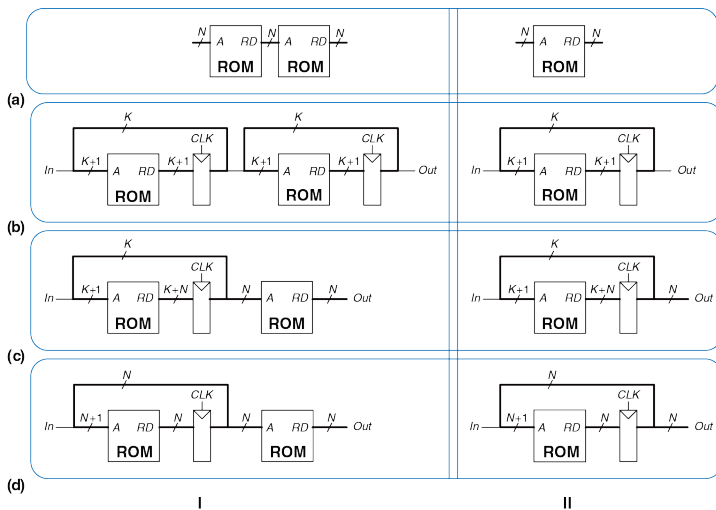 N A RD N A RD N
ROM ROM
N A RD N
ROM
(a)
K K
CLK CLK
In K+1 A RD K+1 K+1 A RD K+1 Out
ROM ROM
K
CLK
In K+1 A RD K+1 Out
ROM
(b)
K
CLK
In K+1 A RD K+N N A RD N Out
ROM ROM
K
CLK
In K+1 A RD K+N N Out
ROM
(c)
N
CLK
In N+1 A RD N N A RD N Out
ROM ROM
N
CLK
In N+1 A RD N N Out
ROM
(d)
I II